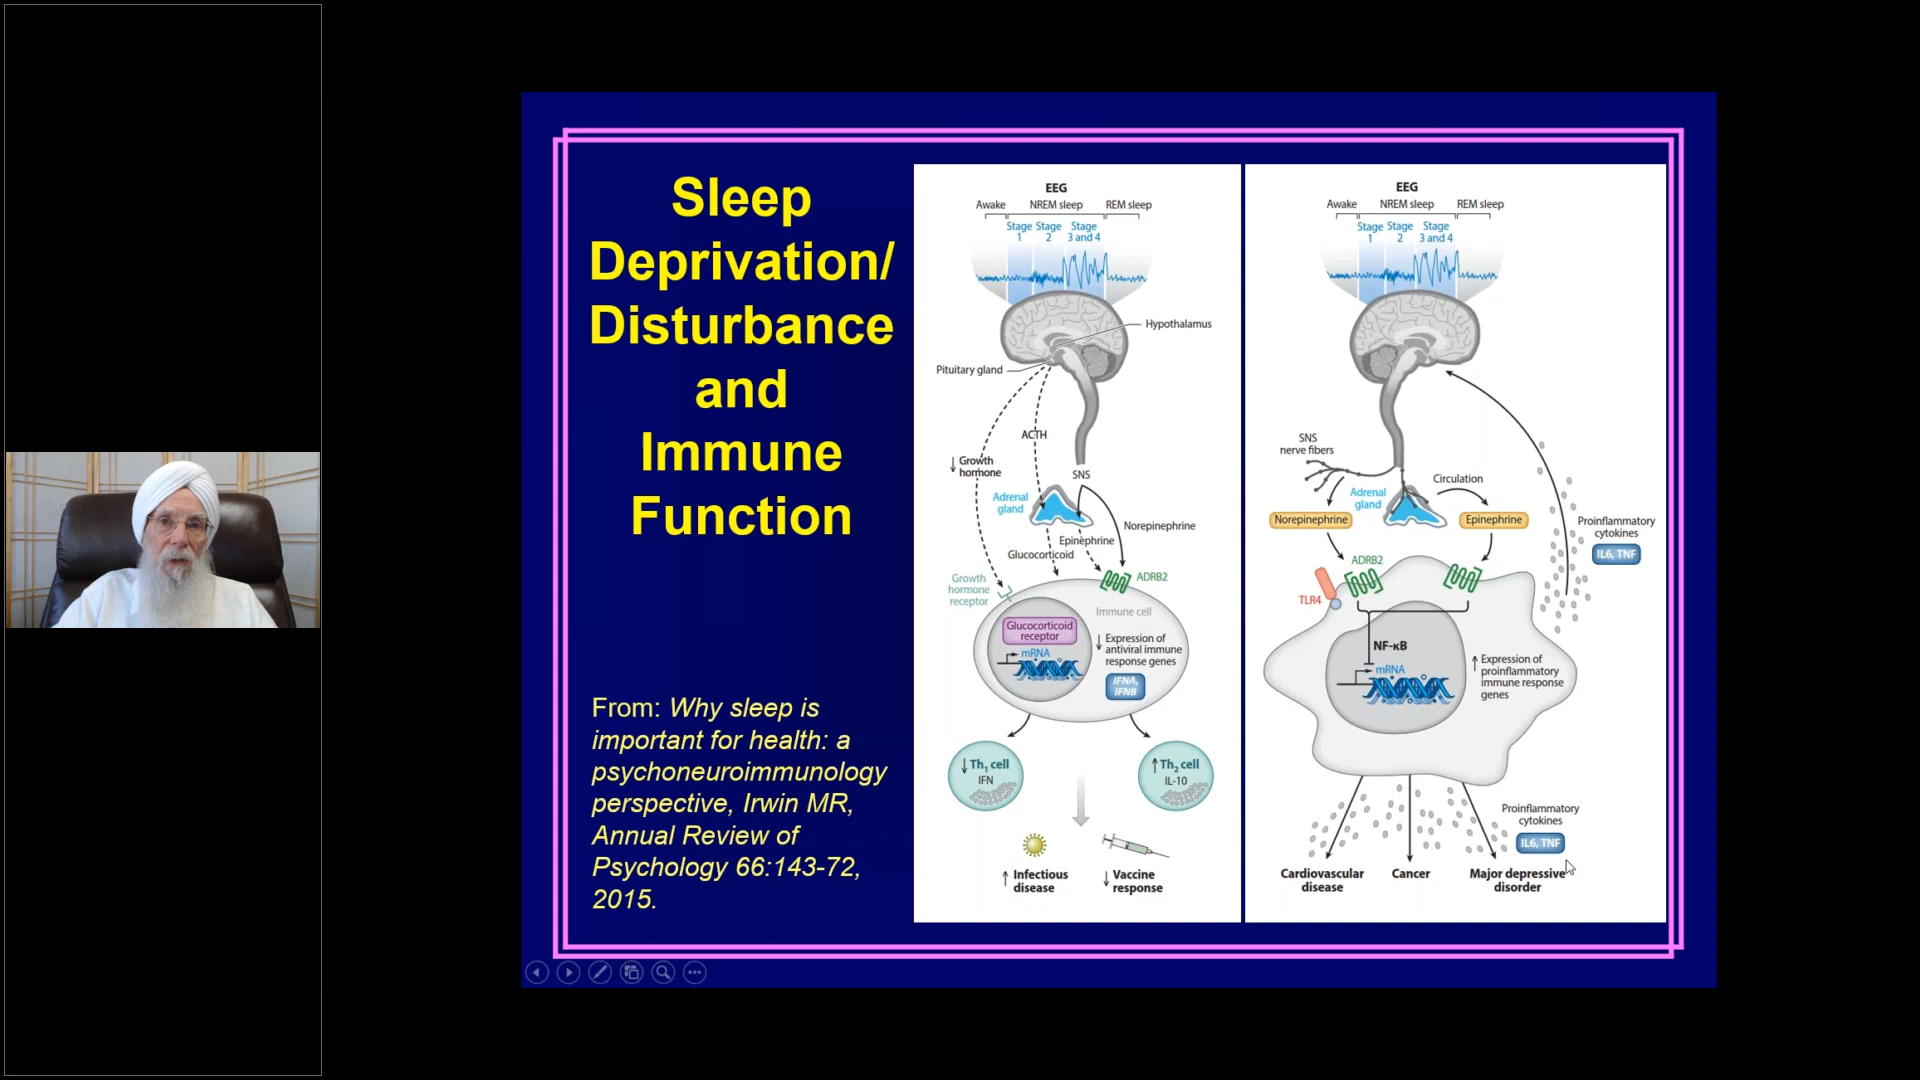 Sleep
Deprivation/
Disturbance
and
Immune
Function
From: Why sleep is
important for health: a
psychoneuroimmunology
perspective, Irwin MR,
Annual Review of
Psychology 66:143-72,
2015.
EEG
Awake NREM sleep REM sleep
Stage 1 Stage 2 Stage 3 and 4
Hypothalamus
Pituitary gland
ACTH
↓ Growth
hormone
SNS
Adrenal
gland
Norepinephrine
Epinephrine
Glucocorticoid
Growth
hormone
receptor
ADRB2
Immune cell
Glucocorticoid
receptor
mRNA
↓ Expression of
antiviral immune
response genes
IFNA,
IFNB
↓ Th1 cell
IFN
↑ Th2 cell
IL-10
↑ Infectious
disease
↓ Vaccine
response
EEG
Awake NREM sleep REM sleep
Stage 1 Stage 2 Stage 3 and 4
SNS
nerve fibers
Adrenal
gland
Circulation
Norepinephrine
Epinephrine
Proinflammatory
cytokines
IL6, TNF
ADRB2
TLR4
NF-κB
mRNA
↑ Expression of
proinflammatory
immune response
genes
Proinflammatory
cytokines
IL6, TNF
Cardiovascular
disease
Cancer
Major depressive
disorder